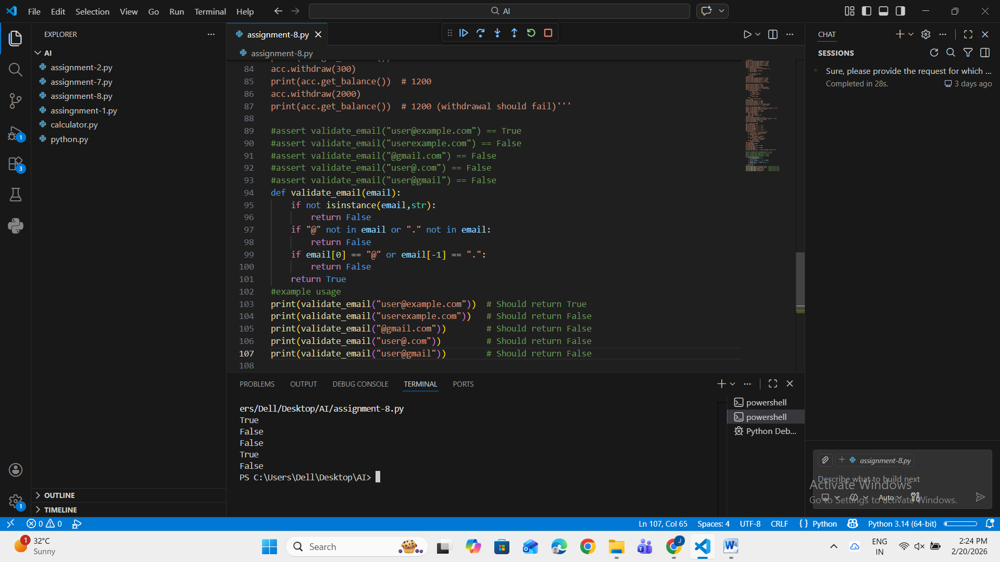 File Edit Selection View Go Run Terminal Help
AI
EXPLORER
AI
assignment-2.py
assignment-7.py
assignment-8.py
assingnment-1.py
calculator.py
python.py
1
3
1
OUTLINE
TIMELINE
assignment-8.py
assignment-8.py
84 acc.withdraw(300)
85 print(acc.get_balance())  # 1200
86 acc.withdraw(2000)
87 print(acc.get_balance())  # 1200 (withdrawal should fail)'''
88
89 #assert validate_email("user@example.com") == True
90 #assert validate_email("userexample.com") == False
91 #assert validate_email("@gmail.com") == False
92 #assert validate_email("user@.com") == False
93 #assert validate_email("user@gmail") == False
94 def validate_email(email):
95     if not isinstance(email,str):
96         return False
97     if "@" not in email or "." not in email:
98         return False
99     if email[0] == "@" or email[-1] == ".":
100         return False
101     return True
102 #example usage
103 print(validate_email("user@example.com"))  # Should return True
104 print(validate_email("userexample.com"))   # Should return False
105 print(validate_email("@gmail.com"))        # Should return False
106 print(validate_email("user@.com"))         # Should return False
107 print(validate_email("user@gmail"))        # Should return False
108
PROBLEMS OUTPUT DEBUG CONSOLE TERMINAL PORTS
ers/Dell/Desktop/AI/assignment-8.py
True
False
False
True
False
PS C:\Users\Dell\Desktop\AI>
powershell
powershell
Python Deb...
CHAT
SESSIONS
Sure, please provide the request for which ...
Completed in 28s. 3 days ago
assignment-8.py
Describe what to build next
Auto
Activate Windows
Go to Settings to activate Windows.
0 0 Ln 107, Col 65 Spaces: 4 UTF-8 CRLF Python Python 3.14 (64-bit)
1
32°C
Sunny
Search
J
ENG
IN
2:24 PM
2/20/2026